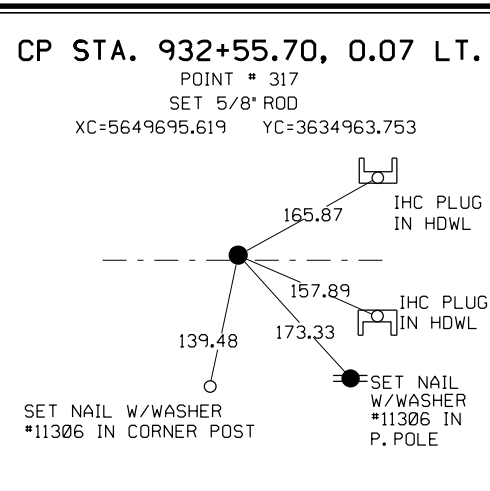 CP STA. 932+55.70, 0.07 LT.
POINT # 317
SET 5/8" ROD
XC=5649695.619 YC=3634963.753
165.87
IHC PLUG
IN HDWL
157.89
IHC PLUG
IN HDWL
139.48
173.33
SET NAIL W/WASHER
#11306 IN CORNER POST
SET NAIL
W/WASHER
#11306 IN
P. POLE